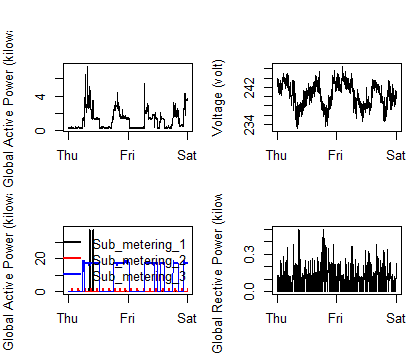 Global Active Power (kilow
4
0
Thu Fri Sat
Voltage (volt)
242
234
Thu Fri Sat
Global Active Power (kilow
20
0
Sub_metering_1
Sub_metering_2
Sub_metering_3
Thu Fri Sat
Global Rective Power (kilow
0.3
0.0
Thu Fri Sat